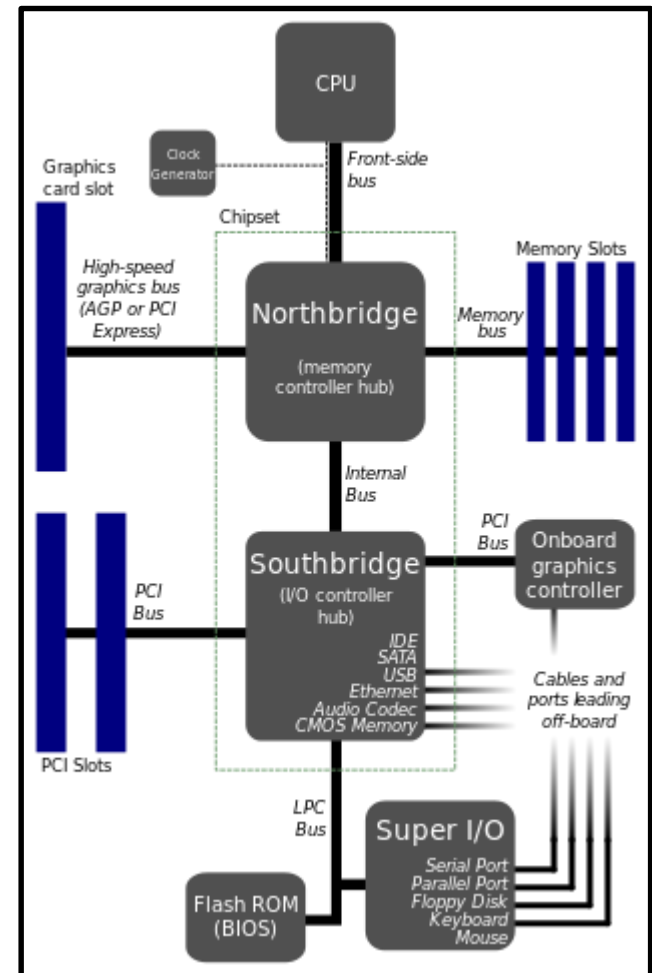 CPU
Clock
Generator
Front-side
bus
Graphics
card slot
Chipset
High-speed
graphics bus
(AGP or PCI
Express)
Northbridge
(memory
controller hub)
Memory
bus
Memory Slots
Internal
Bus
Southbridge
(I/O controller
hub)
IDE
SATA
USB
Ethernet
Audio Codec
CMOS Memory
PCI
Bus
Onboard
graphics
controller
PCI
Bus
Cables and
ports leading
off-board
PCI Slots
LPC
Bus
Super I/O
Serial Port
Parallel Port
Floppy Disk
Keyboard
Mouse
Flash ROM
(BIOS)